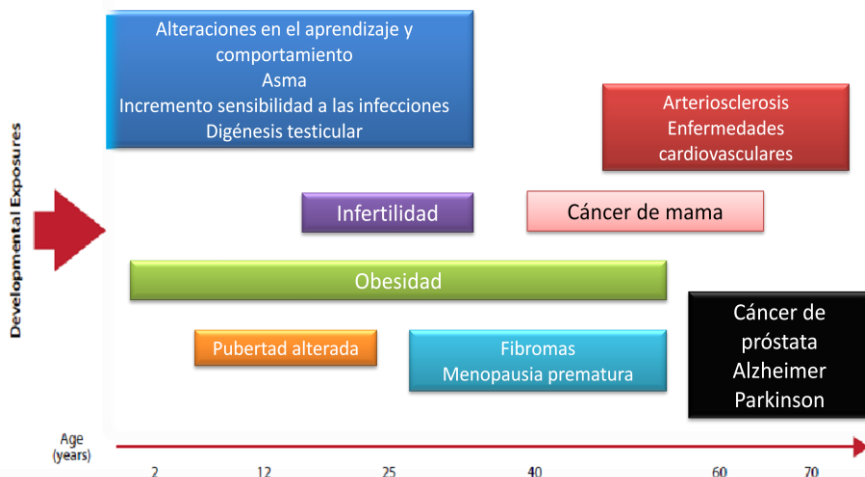 Alteraciones en el aprendizaje y
comportamiento
Asma
Incremento sensibilidad a las infecciones
Digénesis testicular
Arteriosclerosis
Enfermedades
cardiovasculares
Developmental Exposures
Infertilidad
Cáncer de mama
Obesidad
Pubertad alterada
Fibromas
Menopausia prematura
Cáncer de
próstata
Alzheimer
Parkinson
Age
(years)
2 12 25 40 60 70